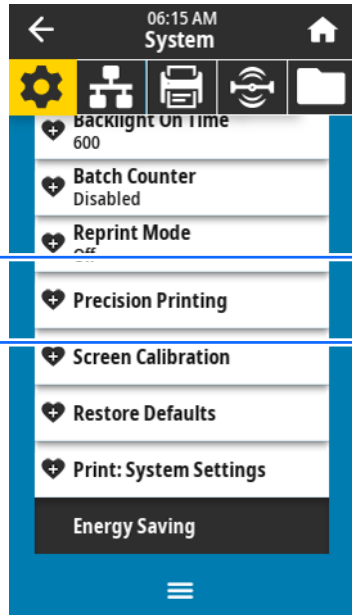 06:15 AM
System
Backlight On Time
600
Batch Counter
Disabled
Reprint Mode
Off
Precision Printing
Screen Calibration
Restore Defaults
Print: System Settings
Energy Saving